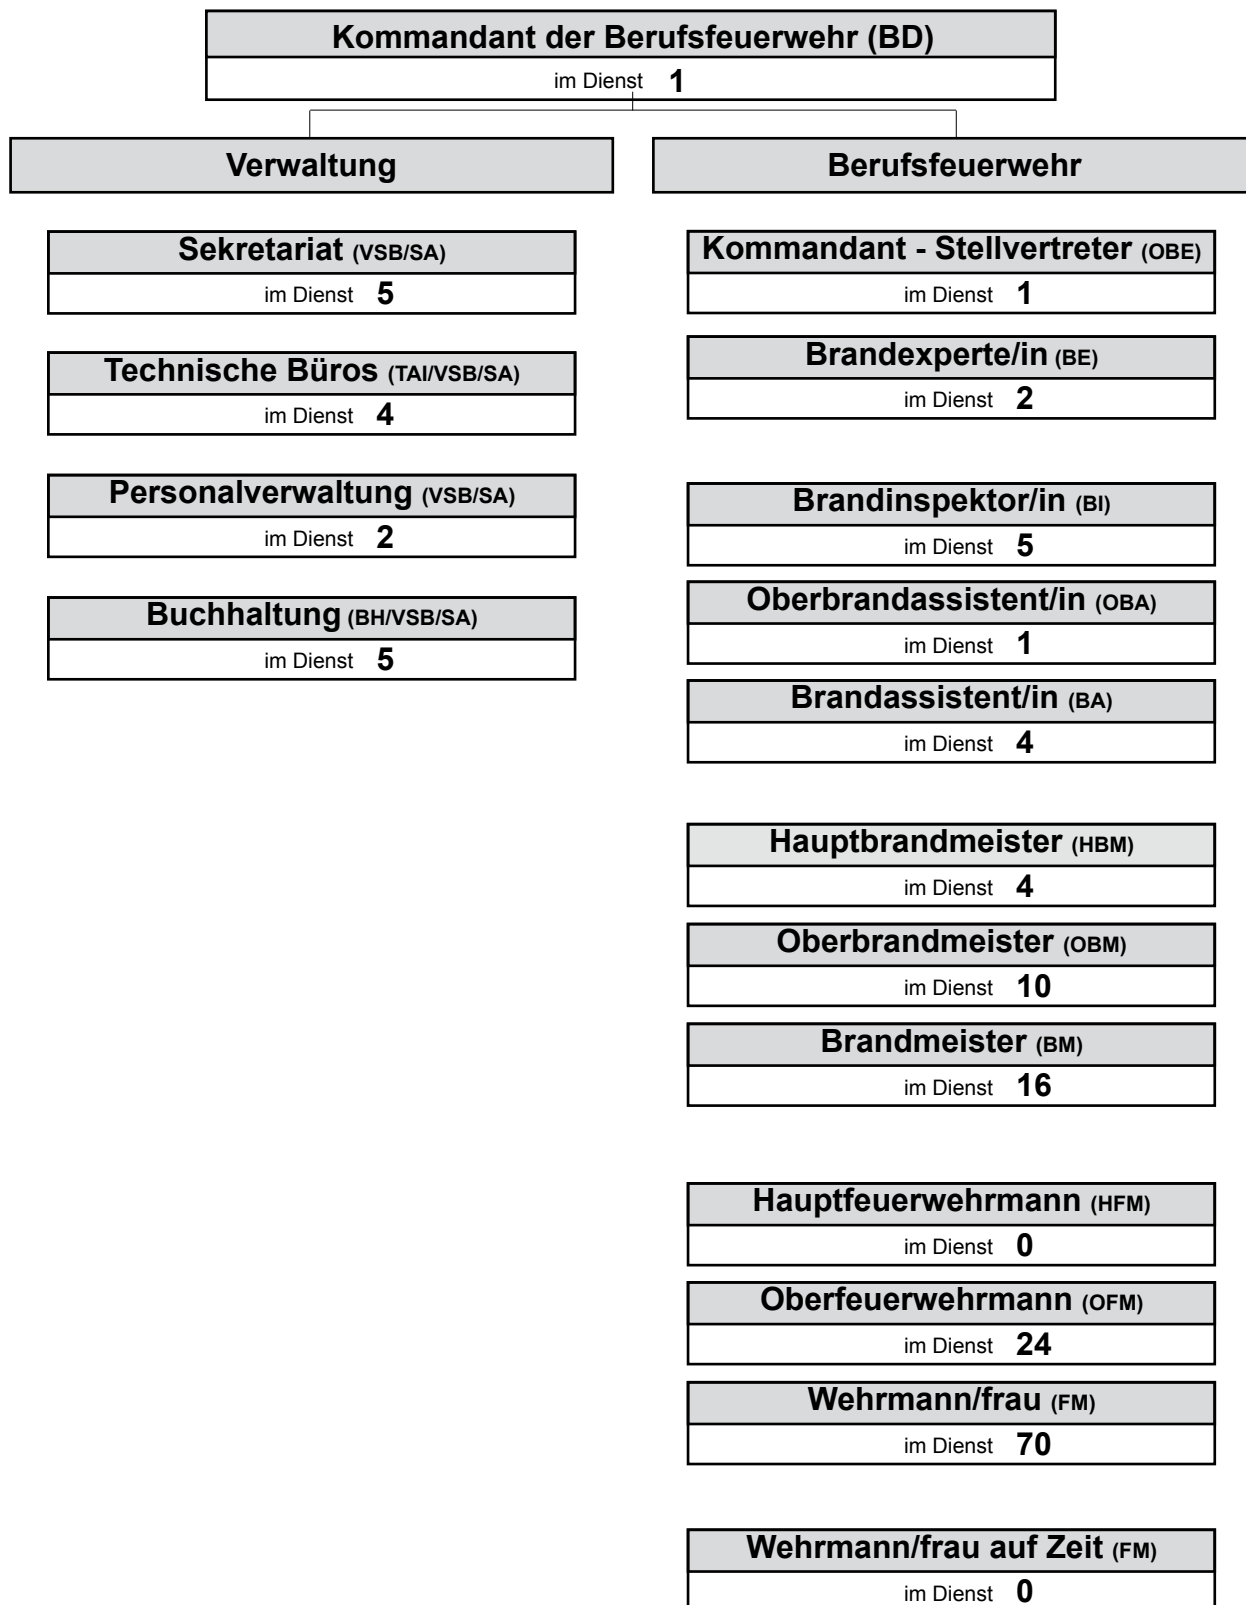 Kommandant der Berufsfeuerwehr (BD)
im Dienst 1
Verwaltung
Sekretariat (VSB/SA)
im Dienst 5
Technische Büros (TAI/VSB/SA)
im Dienst 4
Personalverwaltung (VSB/SA)
im Dienst 2
Buchhaltung (BH/VSB/SA)
im Dienst 5
Berufsfeuerwehr
Kommandant - Stellvertreter (OBE)
im Dienst 1
Brandexperte/in (BE)
im Dienst 2
Brandinspektor/in (BI)
im Dienst 5
Oberbrandassistent/in (OBA)
im Dienst 1
Brandassistent/in (BA)
im Dienst 4
Hauptbrandmeister (HBM)
im Dienst 4
Oberbrandmeister (OBM)
im Dienst 10
Brandmeister (BM)
im Dienst 16
Hauptfeuerwehrmann (HFM)
im Dienst 0
Oberfeuerwehrmann (OFM)
im Dienst 24
Wehrmann/frau (FM)
im Dienst 70
Wehrmann/frau auf Zeit (FM)
im Dienst 0